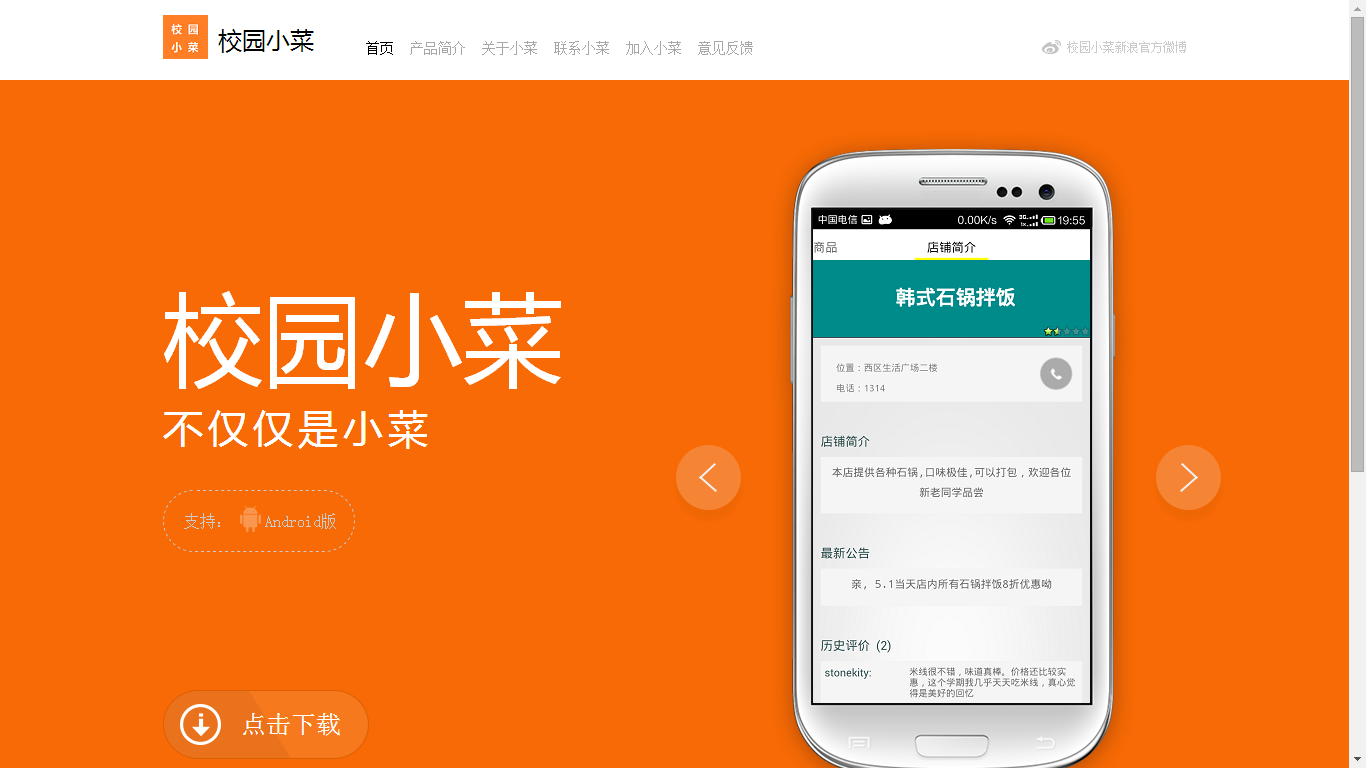 校园
小菜
校园小菜
首页 产品简介 关于小菜 联系小菜 加入小菜 意见反馈
校园小菜新浪官方微博
校园小菜
不仅仅是小菜
支持: Android版
点击下载
中国电信 0.00K/s 19:55
商品 店铺简介
韩式石锅拌饭
位置：西区生活广场二楼
电话：1314
店铺简介
本店提供各种石锅,口味极佳,可以打包，欢迎各位
新老同学品尝
最新公告
亲, 5.1当天店内所有石锅拌饭8折优惠呦
历史评价 (2)
stonekity: 米线很不错，味道真棒。价格还比较实
惠，这个学期我几乎天天吃米线，真心觉
得是美好的回忆